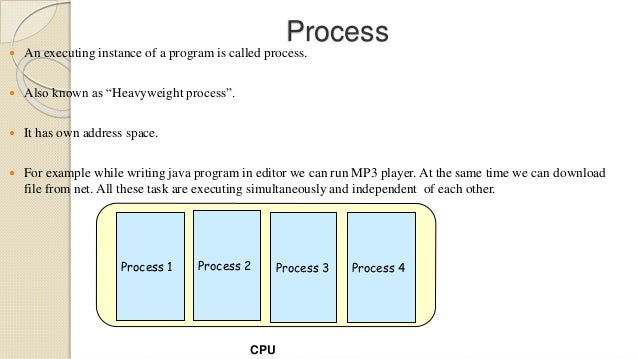 Process
• An executing instance of a program is called process.
• Also known as “Heavyweight process”.
• It has own address space.
• For example while writing java program in editor we can run MP3 player. At the same time we can download
file from net. All these task are executing simultaneously and independent of each other.
Process 1 Process 2 Process 3 Process 4
CPU